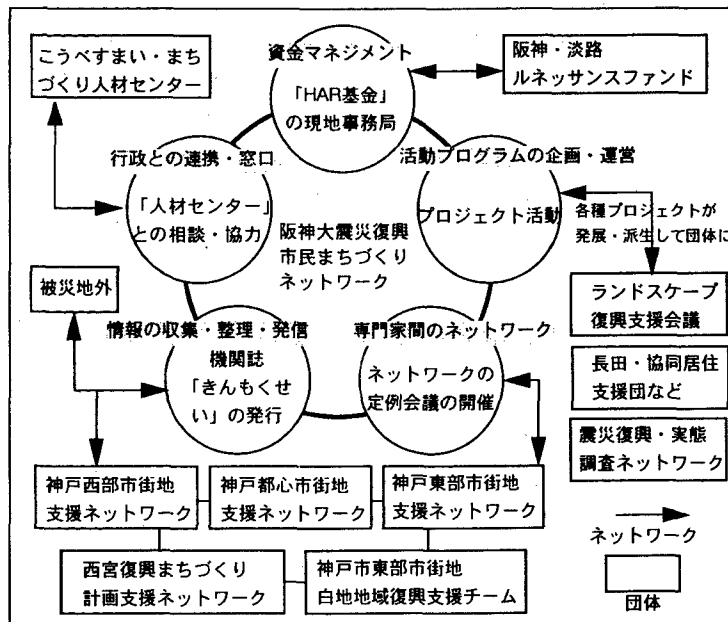 こうべすまい・まち
づくり人材センター
資金マネジメント
「HAR基金」
の現地事務局
阪神・淡路
ルネッサンスファンド
行政との連携・窓口
「人材センター」
との相談・協力
活動プログラムの企画・運営
プロジェクト活動
阪神大震災復興
市民まちづくり
ネットワーク
各種プロジェクトが
発展・派生して団体に
被災地外
情報の収集・整理・発信
機関誌
「きんもくせ
い」の発行
専門家間のネットワーク
ネットワークの
定例会議の開催
ランドスケープ
復興支援会議
長田・協同居住
支援団など
震災復興・実態
調査ネットワーク
神戸西部市街地
支援ネットワーク
神戸都心市街地
支援ネットワーク
神戸東部市街地
支援ネットワーク
西宮復興まちづくり
計画支援ネットワーク
神戸市東部市街地
白地地域復興支援チーム
ネットワーク
団体